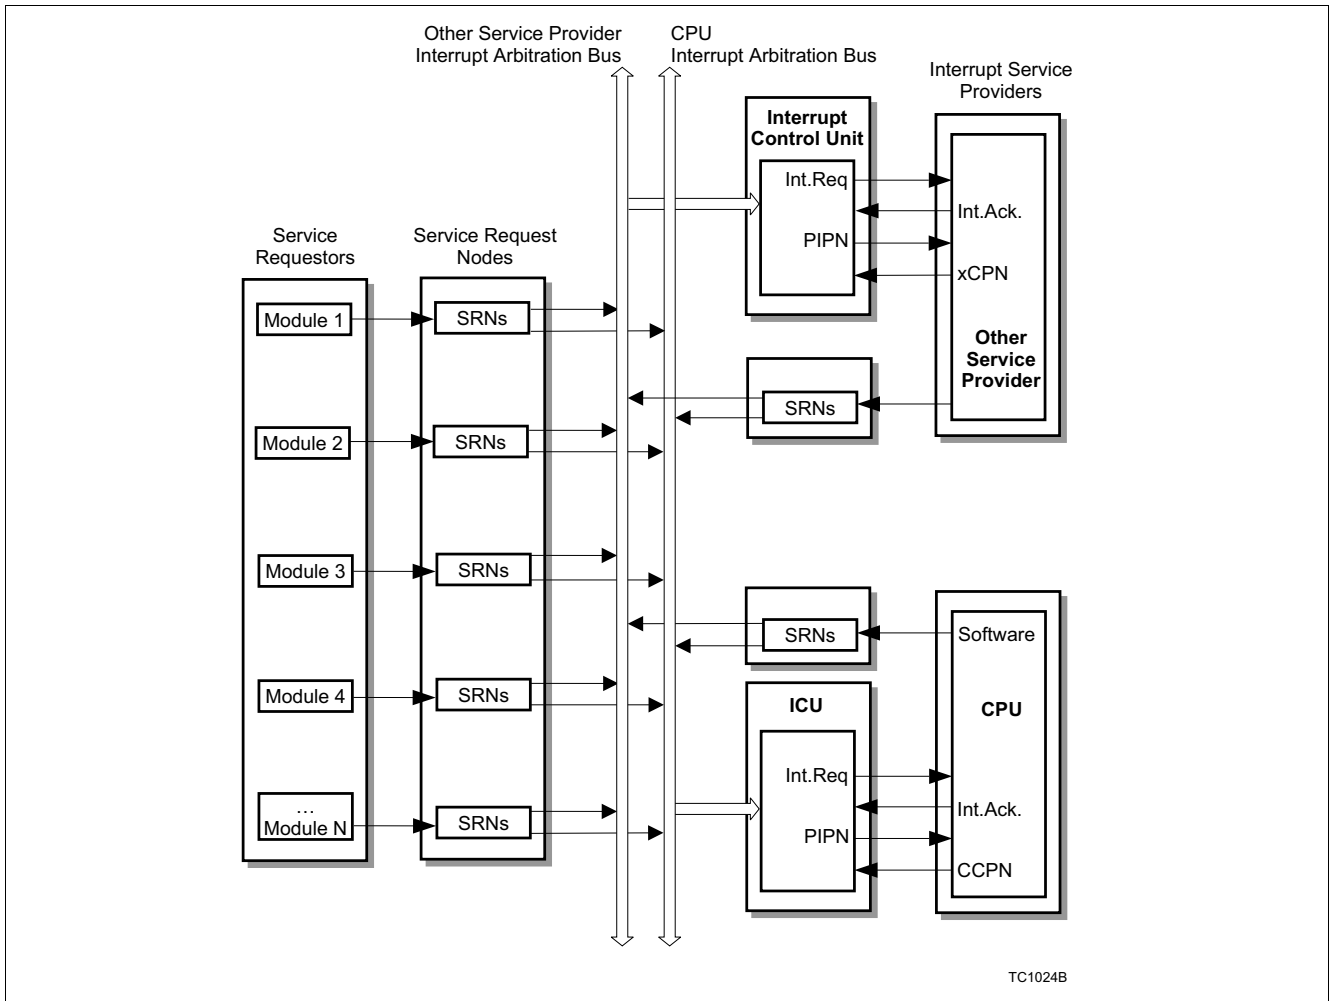 Other Service Provider
Interrupt Arbitration Bus
CPU
Interrupt Arbitration Bus
Interrupt Service
Providers
Interrupt
Control Unit
Int.Req
Int.Ack.
PIPN
xCPN
Other
Service
Provider
SRNs
Service
Requestors
Service Request
Nodes
Module 1
SRNs
Module 2
SRNs
Module 3
SRNs
Module 4
SRNs
...
Module N
SRNs
SRNs
Software
CPU
ICU
Int.Req
Int.Ack.
PIPN
CCPN
TC1024B